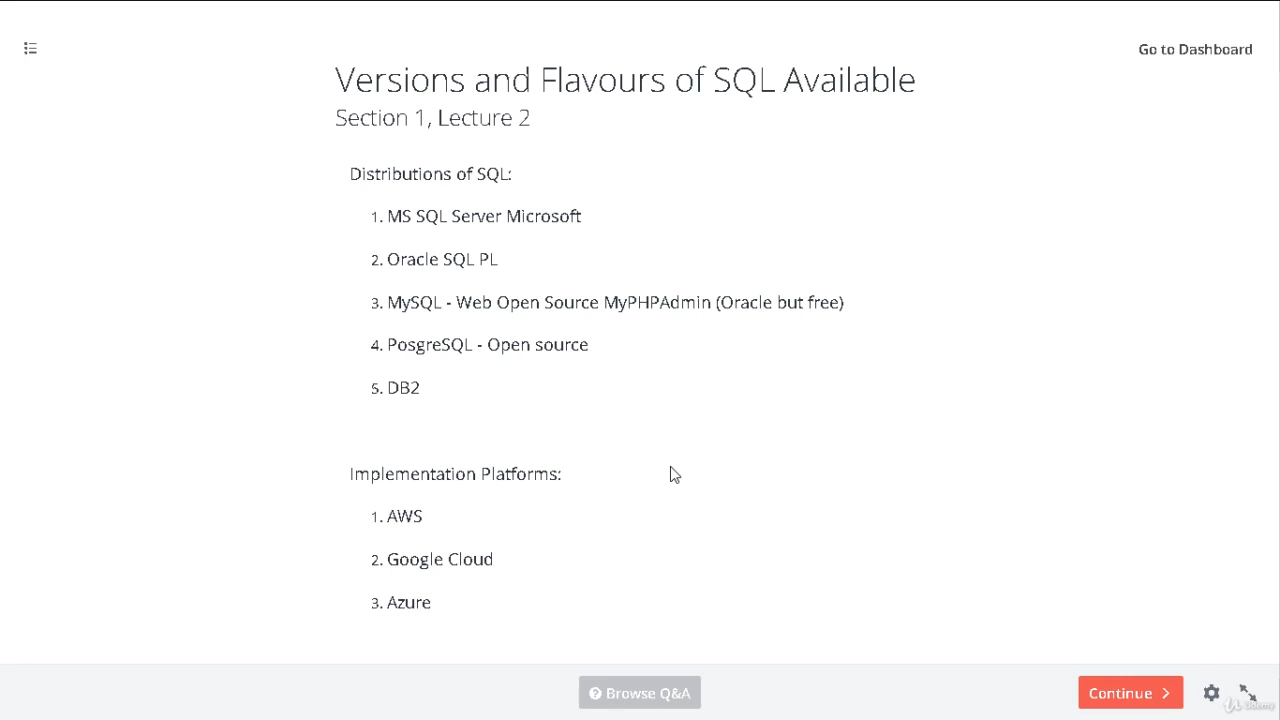 Go to Dashboard
Versions and Flavours of SQL Available
Section 1, Lecture 2
Distributions of SQL:
1. MS SQL Server Microsoft
2. Oracle SQL PL
3. MySQL - Web Open Source MyPHPAdmin (Oracle but free)
4. PosgreSQL - Open source
5. DB2
Implementation Platforms:
1. AWS
2. Google Cloud
3. Azure
? Browse Q&A
Continue >
Udemy